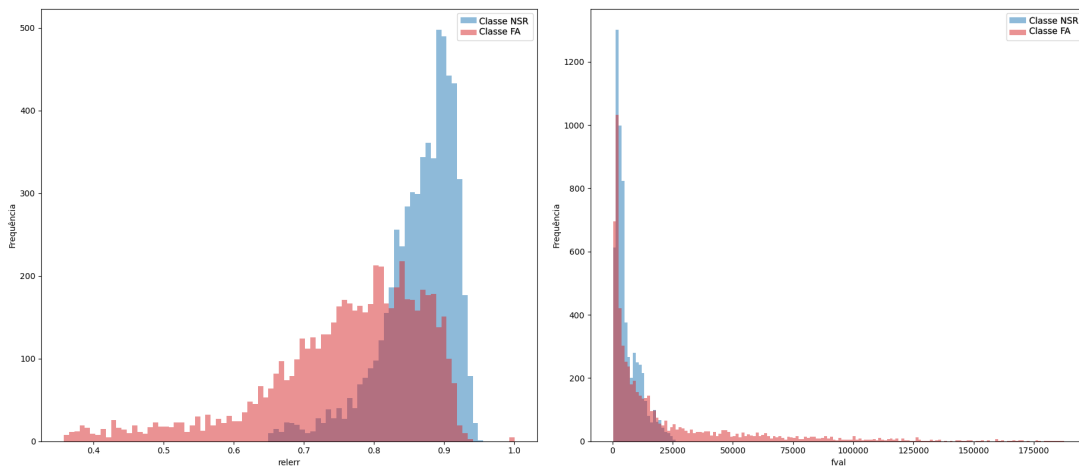 500
400
300
200
100
0
Frequência
0.4 0.5 0.6 0.7 0.8 0.9 1.0
relerr
Classe NSR
Classe FA
1200
1000
800
600
400
200
0
Frequência
0 25000 50000 75000 100000 125000 150000 175000
fval
Classe NSR
Classe FA